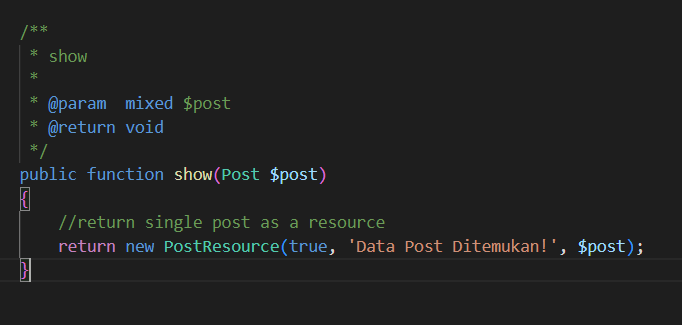 /**
 * show
 *
 * @param  mixed $post
 * @return void
 */
public function show(Post $post)
{
    //return single post as a resource
    return new PostResource(true, 'Data Post Ditemukan!', $post);
}